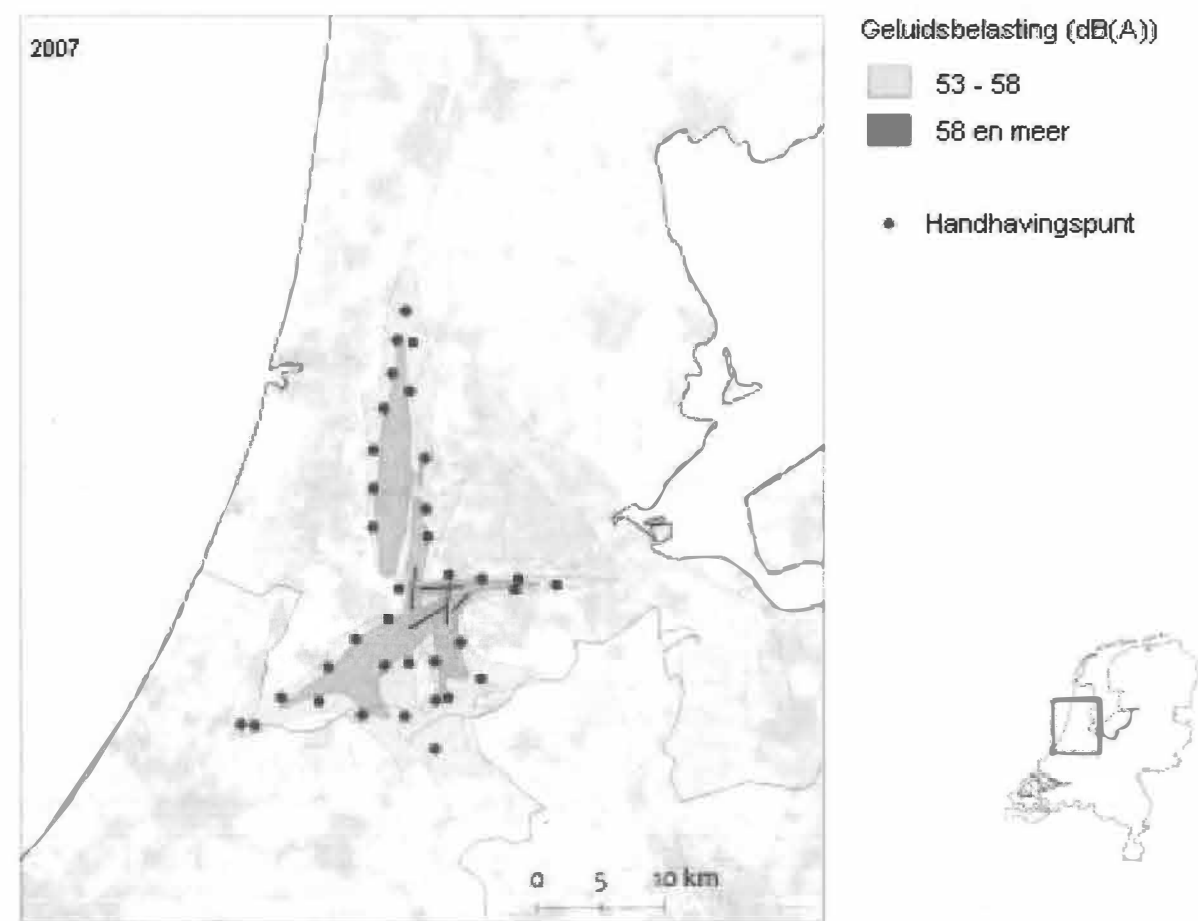 2007
Geluidsbelasting (dB(A))
53 - 58
58 en meer
Handhavingspunt
0 5 10 km